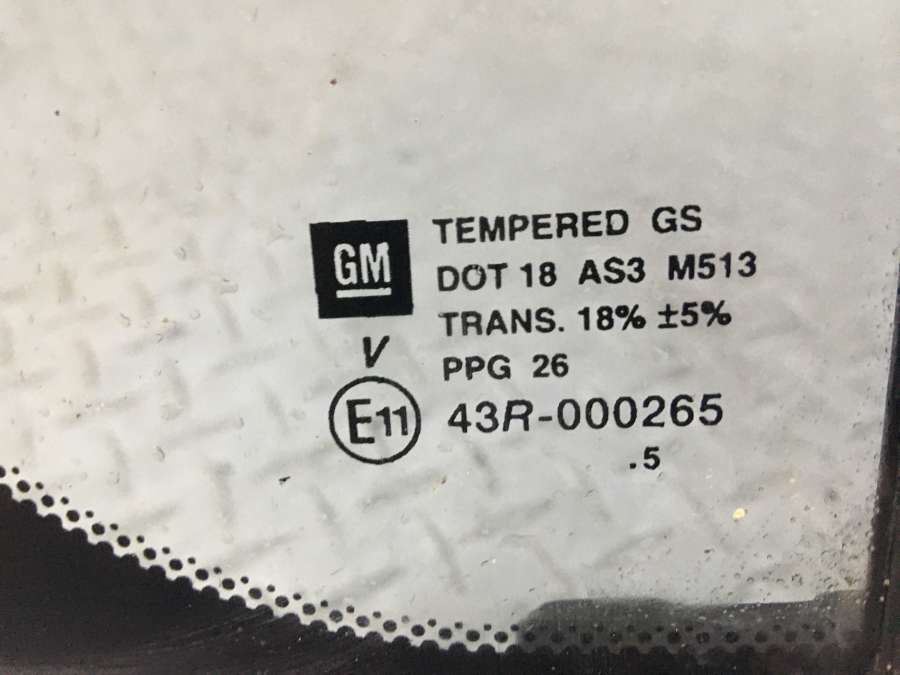 GM
TEMPERED GS
DOT 18 AS3 M513
TRANS. 18% ±5%
V
PPG 26
E11 43R-000265
.5